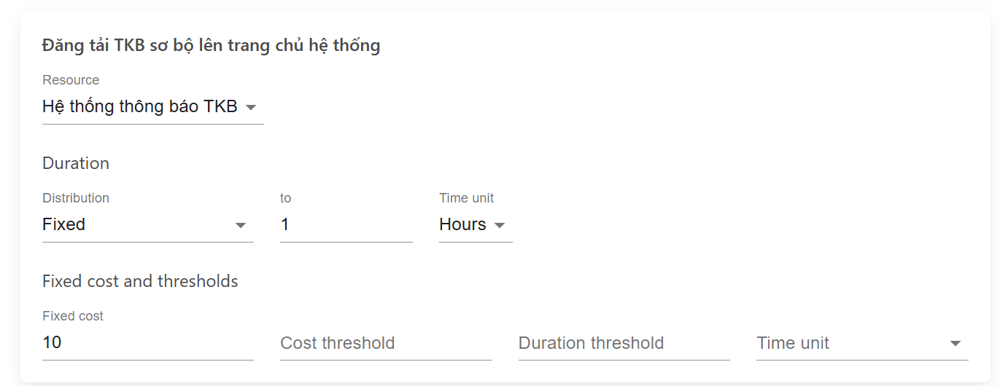 Đăng tải TKB sơ bộ lên trang chủ hệ thống
Resource
Hệ thống thông báo TKB
Duration
Distribution to Time unit
Fixed 1 Hours
Fixed cost and thresholds
Fixed cost
10 Cost threshold Duration threshold Time unit